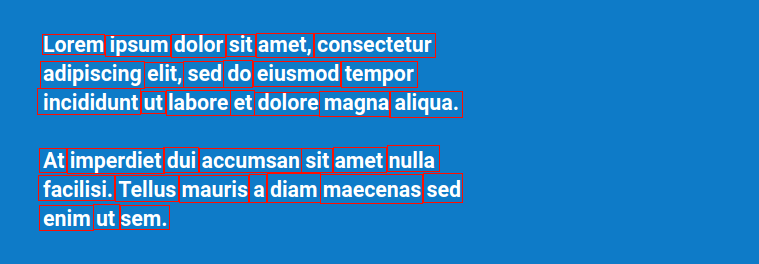 Lorem ipsum dolor sit amet, consectetur
adipiscing elit, sed do eiusmod tempor
incididunt ut labore et dolore magna aliqua.
At imperdiet dui accumsan sit amet nulla
facilisi. Tellus mauris a diam maecenas sed
enim ut sem.